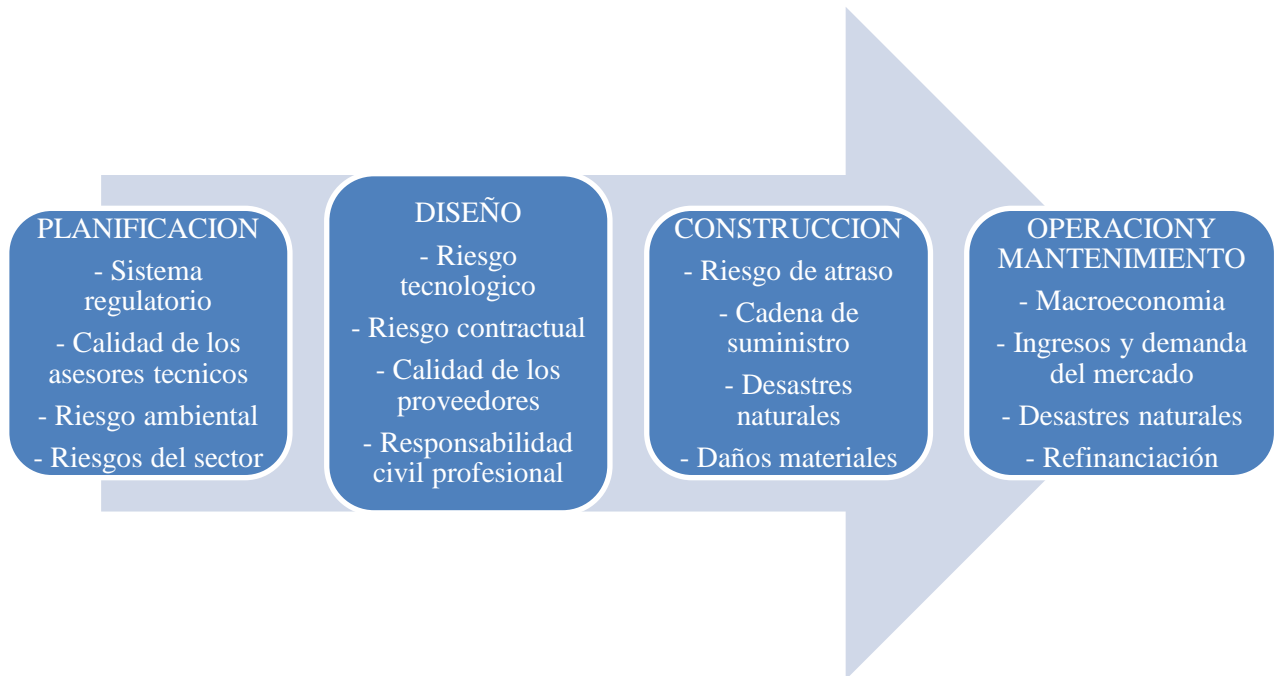 PLANIFICACION
- Sistema
regulatorio
- Calidad de los
asesores tecnicos
- Riesgo ambiental
- Riesgos del sector
DISEÑO
- Riesgo
tecnologico
- Riesgo contractual
- Calidad de los
proveedores
- Responsabilidad
civil profesional
CONSTRUCCION
- Riesgo de atraso
- Cadena de
suministro
- Desastres
naturales
- Daños materiales
OPERACIONY
MANTENIMIENTO
- Macroeconomia
- Ingresos y demanda
del mercado
- Desastres naturales
- Refinanciación